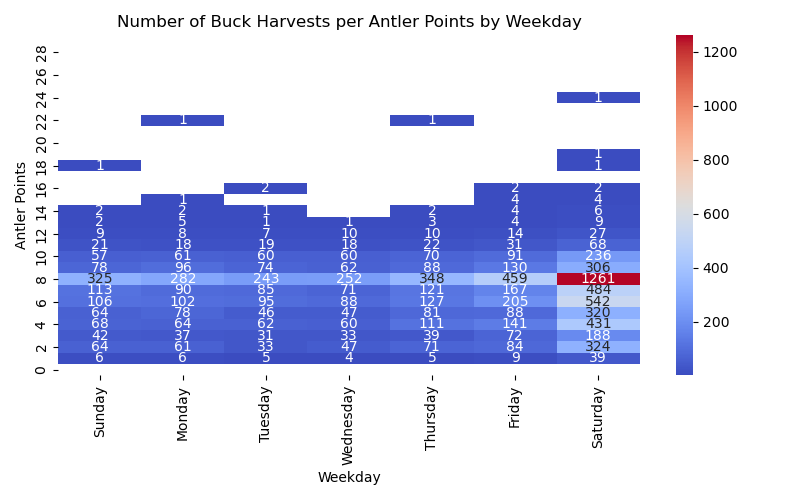 Number of Buck Harvests per Antler Points by Weekday
28
26
24 1
22 1 1
20
1
18 1 1
16 2 2 2
1 4 4
14 2 2 1 2 4 6
2 5 7 1 3 4 9
12 9 8 7 10 10 14 27
21 18 19 18 22 31 68
10 57 61 60 60 70 91 236
78 96 74 62 88 130 306
8 325 282 243 252 348 459 1261
113 90 85 71 121 167 484
6 106 102 95 88 127 205 542
64 78 46 47 81 88 320
4 68 64 62 60 111 141 431
42 37 31 33 39 72 188
2 64 61 33 47 71 84 324
6 6 5 4 5 9 39
0
Antler Points
Sunday Monday Tuesday Wednesday Thursday Friday Saturday
Weekday
1200
1000
800
600
400
200